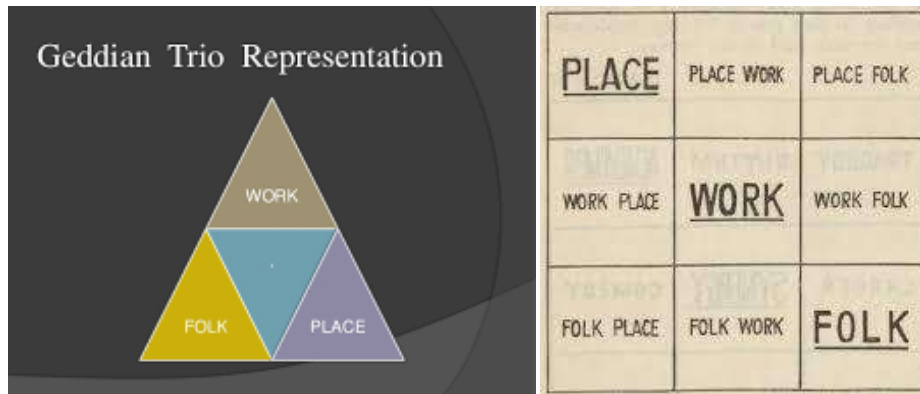 Geddian Trio Representation
WORK
FOLK
PLACE
PLACE
PLACE WORK
PLACE FOLK
WORK PLACE
WORK
WORK FOLK
FOLK PLACE
FOLK WORK
FOLK